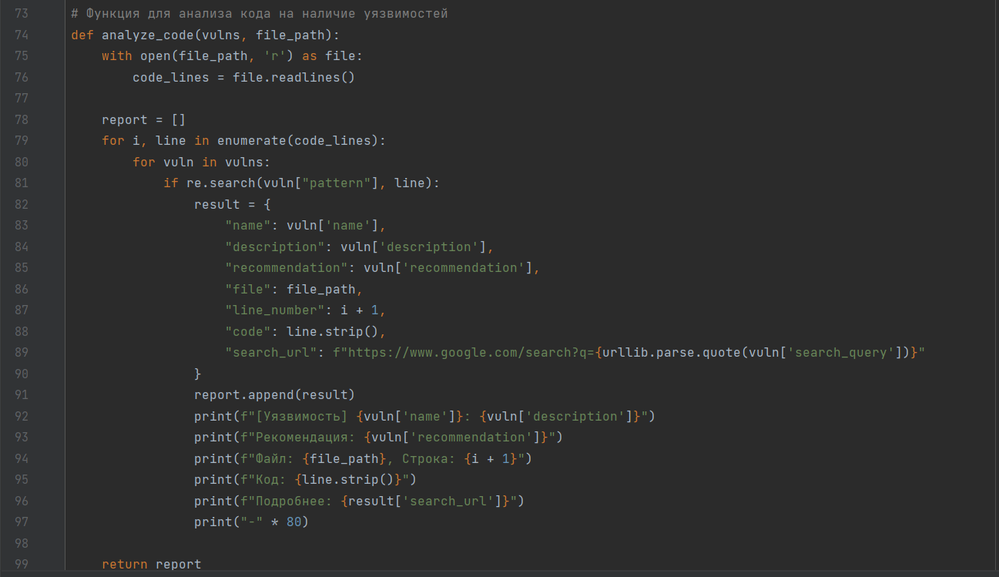 73 # Функция для анализа кода на наличие уязвимостей
74 def analyze_code(vulns, file_path):
75     with open(file_path, 'r') as file:
76         code_lines = file.readlines()
77
78     report = []
79     for i, line in enumerate(code_lines):
80         for vuln in vulns:
81             if re.search(vuln["pattern"], line):
82                 result = {
83                     "name": vuln['name'],
84                     "description": vuln['description'],
85                     "recommendation": vuln['recommendation'],
86                     "file": file_path,
87                     "line_number": i + 1,
88                     "code": line.strip(),
89                     "search_url": f"https://www.google.com/search?q={urllib.parse.quote(vuln['search_query'])}"
90                 }
91                 report.append(result)
92                 print(f"[Уязвимость] {vuln['name']}: {vuln['description']}")
93                 print(f"Рекомендация: {vuln['recommendation']}")
94                 print(f"Файл: {file_path}, Строка: {i + 1}")
95                 print(f"Код: {line.strip()}")
96                 print(f"Подробнее: {result['search_url']}")
97                 print("-" * 80)
98
99     return report